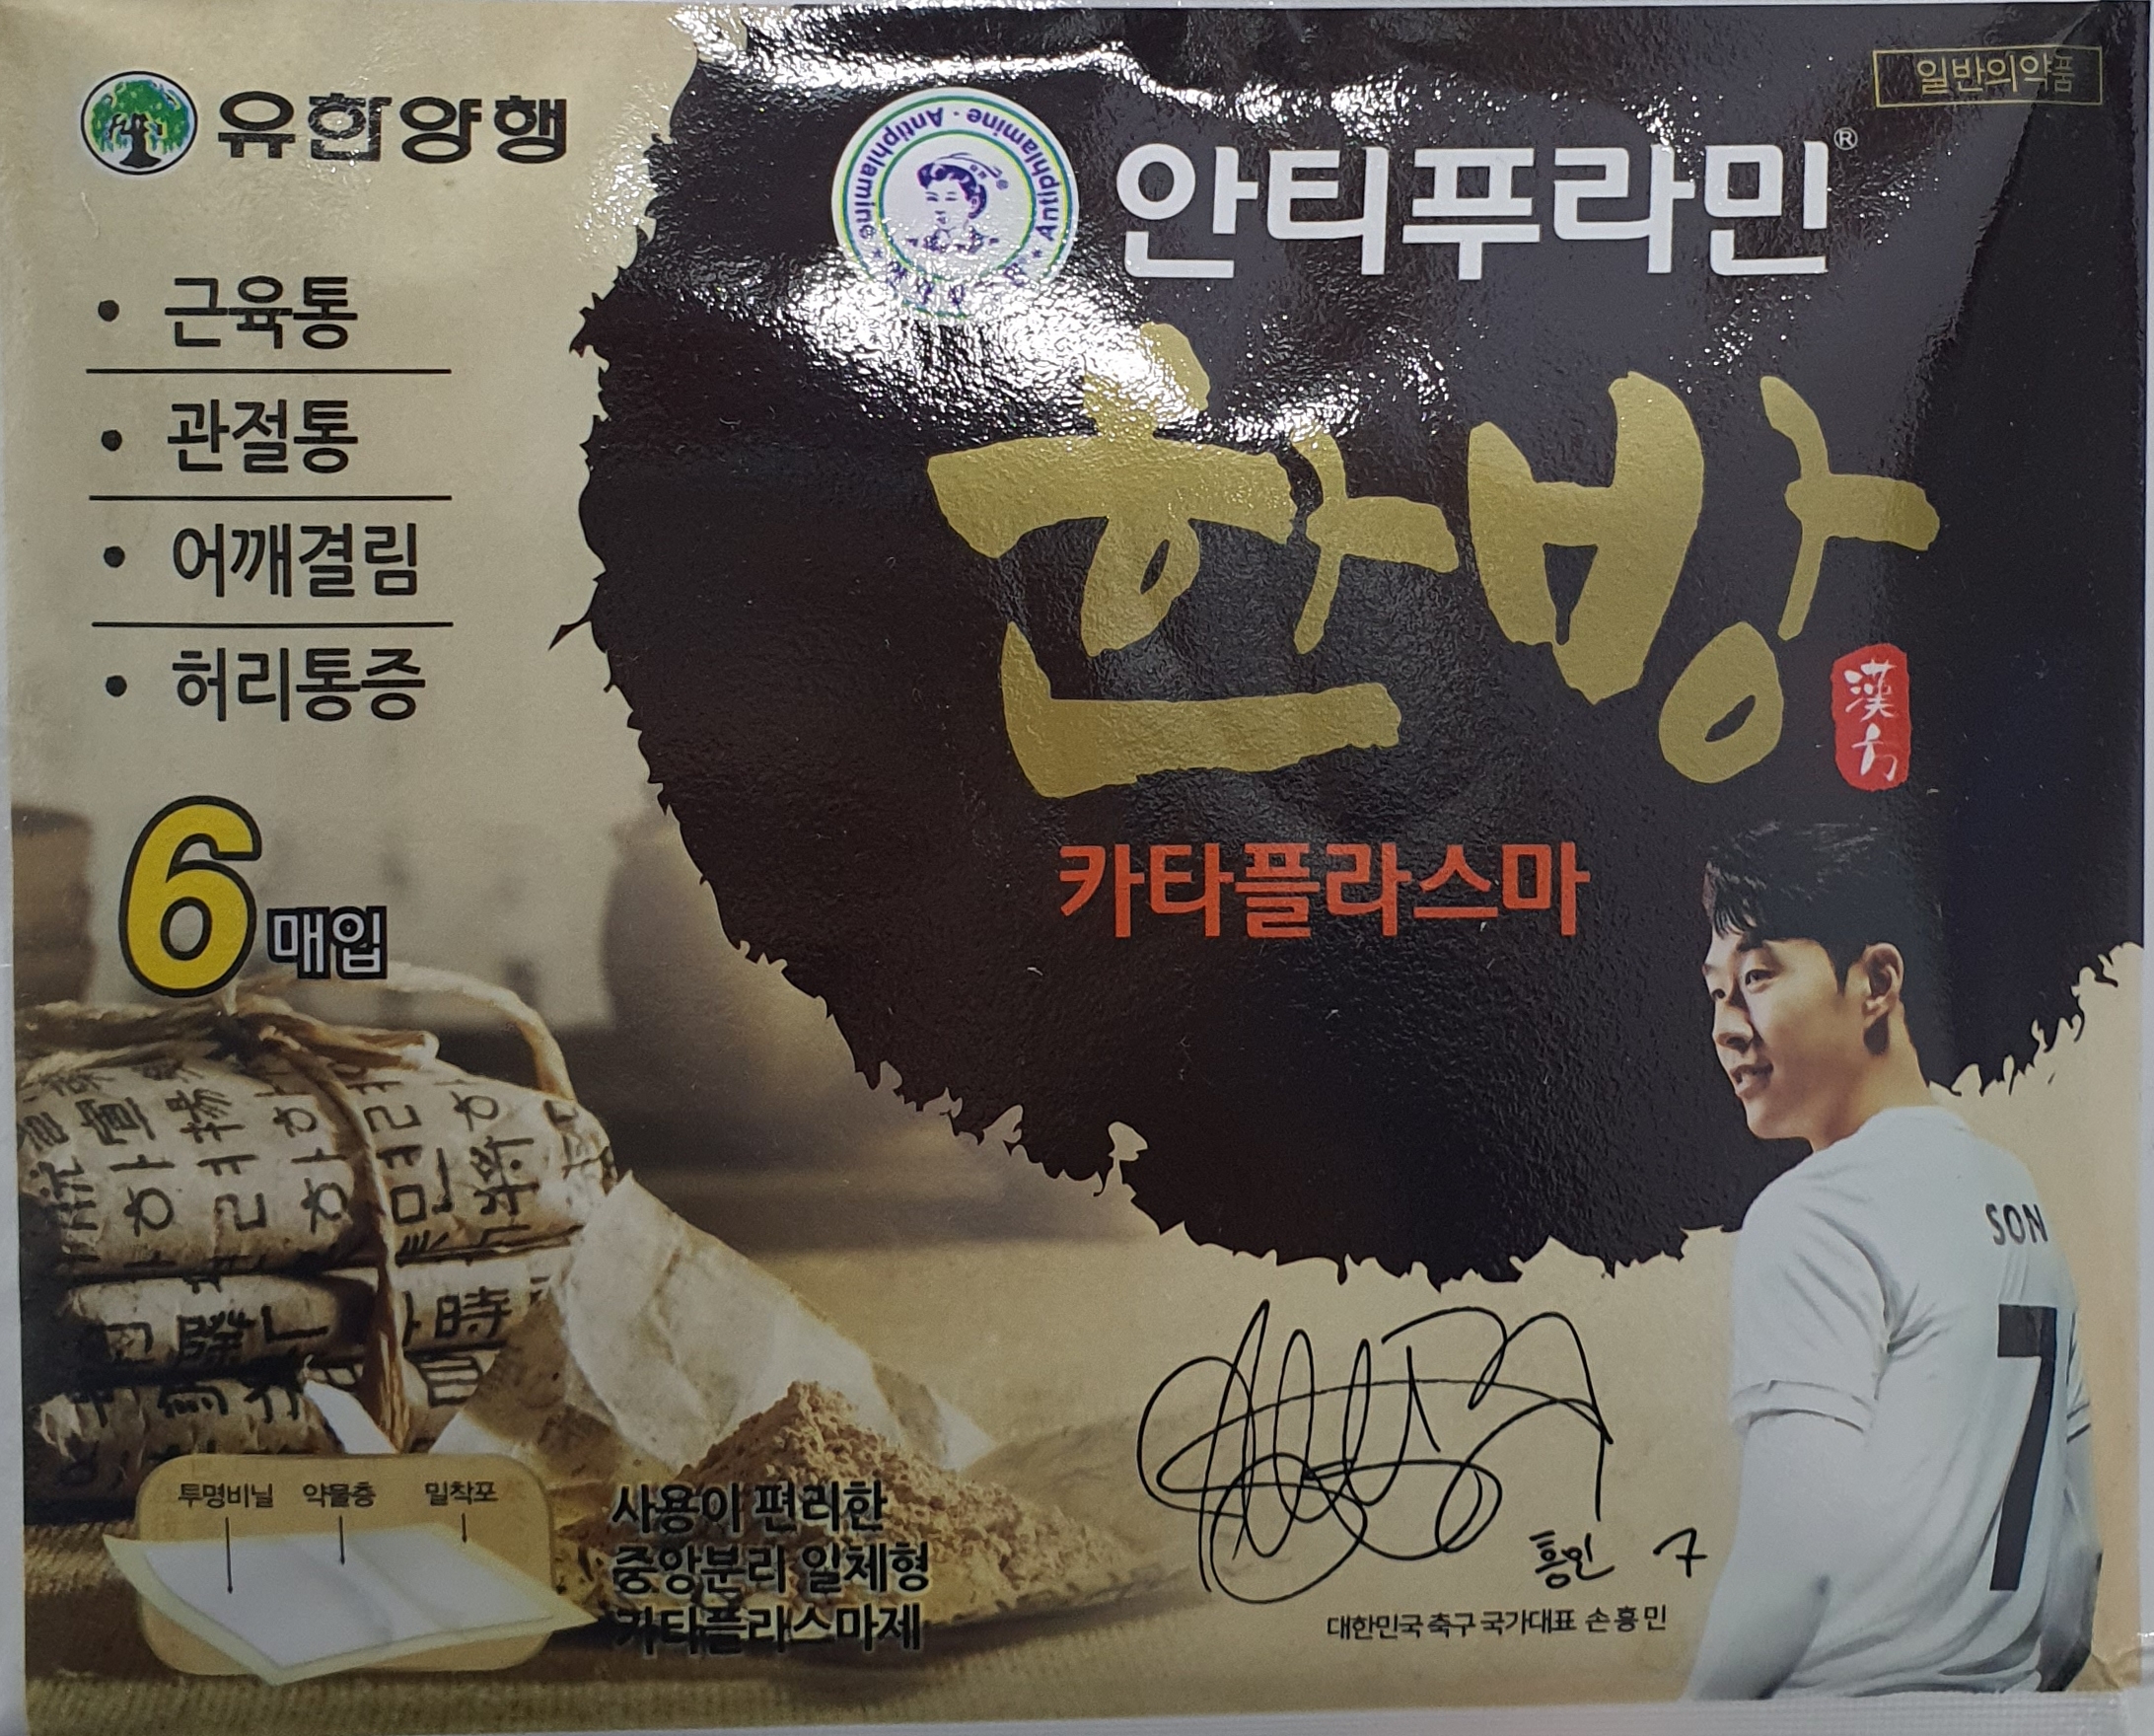 유한양행
일반의약품
Antiphlamine · Antiphlamine
안티푸라민®
한방
漢方
카타플라스마
• 근육통
• 관절통
• 어깨결림
• 허리통증
6매입
투명비닐 약물층 밀착포
사용이 편리한
중앙분리 일체형
카타플라스마제
SON
7
흥민 7
대한민국 축구 국가대표 손흥민